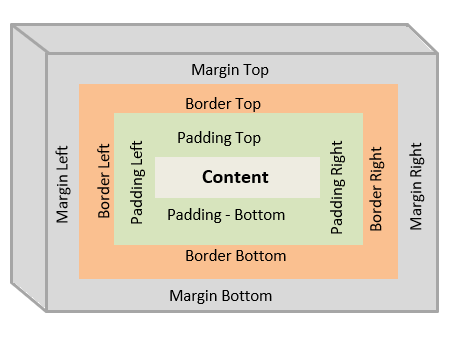 Margin Top
Border Top
Padding Top
Margin Left
Border Left
Padding Left
Content
Padding Right
Border Right
Margin Right
Padding - Bottom
Border Bottom
Margin Bottom